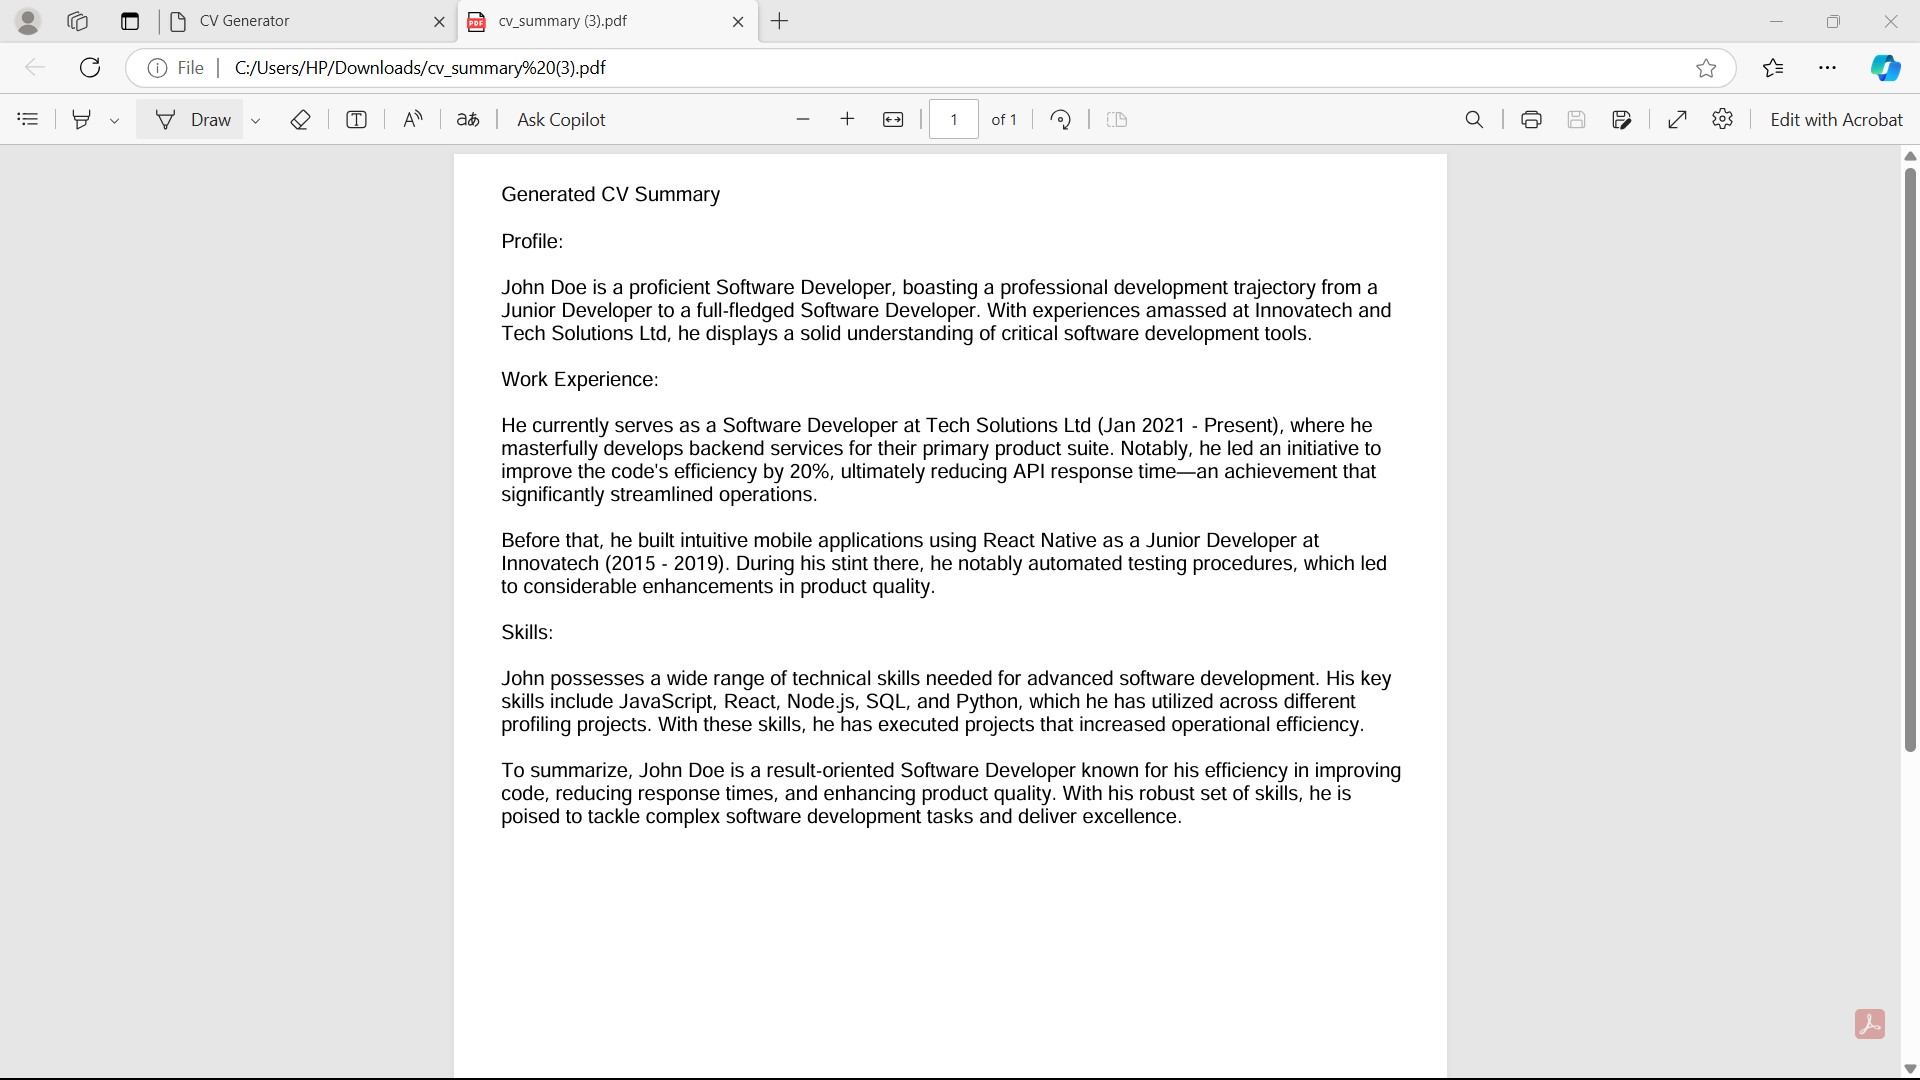 CV Generator
cv_summary (3).pdf
File
C:/Users/HP/Downloads/cv_summary%20(3).pdf
Draw
aあ
Ask Copilot
1
of 1
Edit with Acrobat
Generated CV Summary
Profile:
John Doe is a proficient Software Developer, boasting a professional development trajectory from a
Junior Developer to a full-fledged Software Developer. With experiences amassed at Innovatech and
Tech Solutions Ltd, he displays a solid understanding of critical software development tools.
Work Experience:
He currently serves as a Software Developer at Tech Solutions Ltd (Jan 2021 - Present), where he
masterfully develops backend services for their primary product suite. Notably, he led an initiative to
improve the code's efficiency by 20%, ultimately reducing API response time—an achievement that
significantly streamlined operations.
Before that, he built intuitive mobile applications using React Native as a Junior Developer at
Innovatech (2015 - 2019). During his stint there, he notably automated testing procedures, which led
to considerable enhancements in product quality.
Skills:
John possesses a wide range of technical skills needed for advanced software development. His key
skills include JavaScript, React, Node.js, SQL, and Python, which he has utilized across different
profiling projects. With these skills, he has executed projects that increased operational efficiency.
To summarize, John Doe is a result-oriented Software Developer known for his efficiency in improving
code, reducing response times, and enhancing product quality. With his robust set of skills, he is
poised to tackle complex software development tasks and deliver excellence.